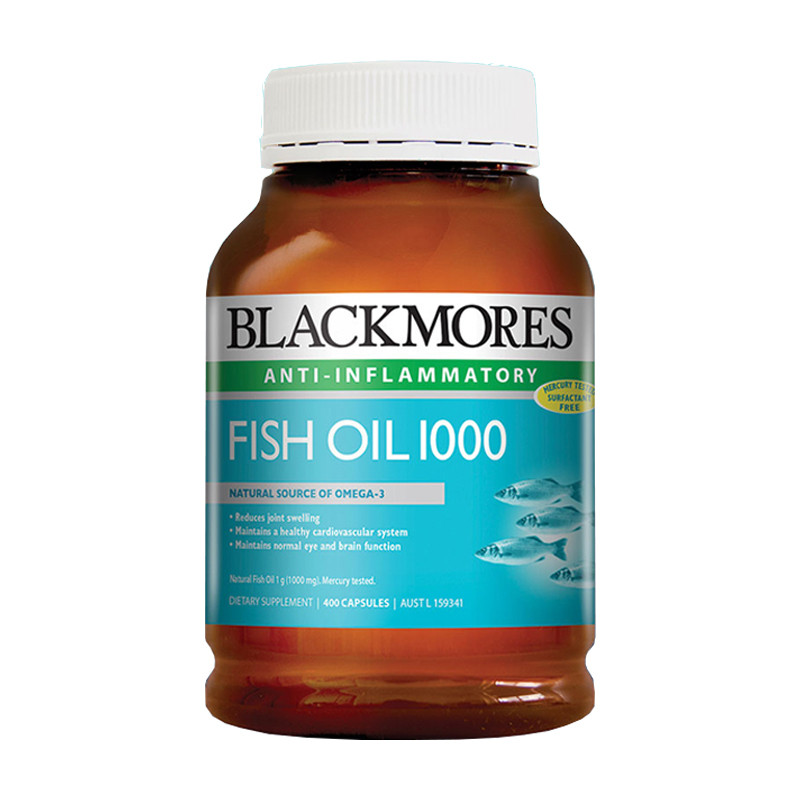 BLACKMORES
ANTI-INFLAMMATORY
MERCURY TESTED
SURFACTANT
FREE
FISH OIL 1000
NATURAL SOURCE OF OMEGA-3
• Reduces joint swelling
• Maintains a healthy cardiovascular system
• Maintains normal eye and brain function
Natural Fish Oil 1 g (1000 mg). Mercury tested.
DIETARY SUPPLEMENT | 400 CAPSULES | AUST L 159341